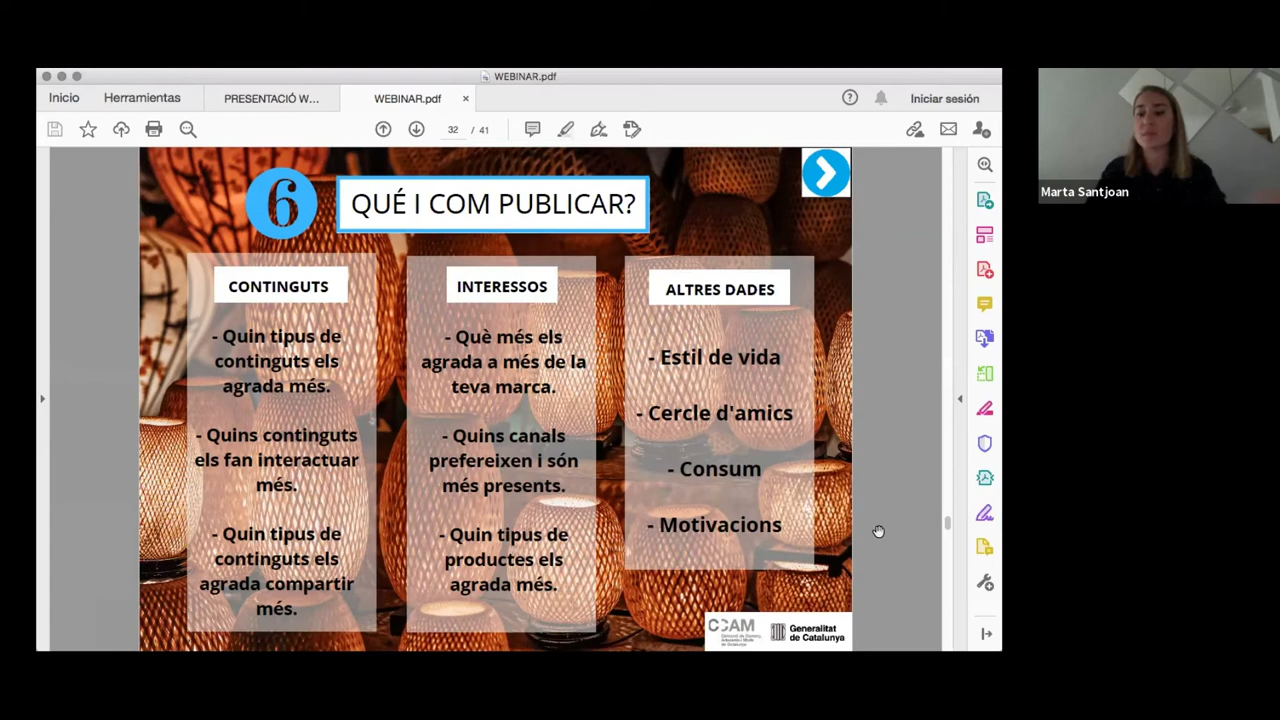 WEBINAR.pdf
Inicio
Herramientas
PRESENTACIÓ W...
WEBINAR.pdf
Iniciar sesión
32 / 41
Marta Santjoan
6
QUÉ I COM PUBLICAR?
CONTINGUTS
- Quin tipus de
continguts els
agrada més.
- Quins continguts
els fan interactuar
més.
- Quin tipus de
continguts els
agrada compartir
més.
INTERESSOS
- Què més els
agrada a més de la
teva marca.
- Quins canals
prefereixen i són
més presents.
- Quin tipus de
productes els
agrada més.
ALTRES DADES
- Estil de vida
- Cercle d'amics
- Consum
- Motivacions
CCAM
Generalitat
de Catalunya